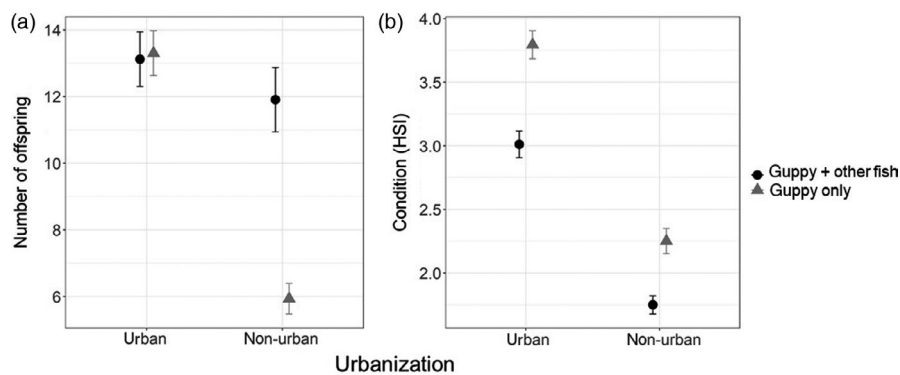 (a)
Number of offspring
14
12
10
8
6
Urban
Non-urban
(b)
Condition (HSI)
4.0
3.5
3.0
2.5
2.0
Urban
Non-urban
Urbanization
Guppy + other fish
Guppy only